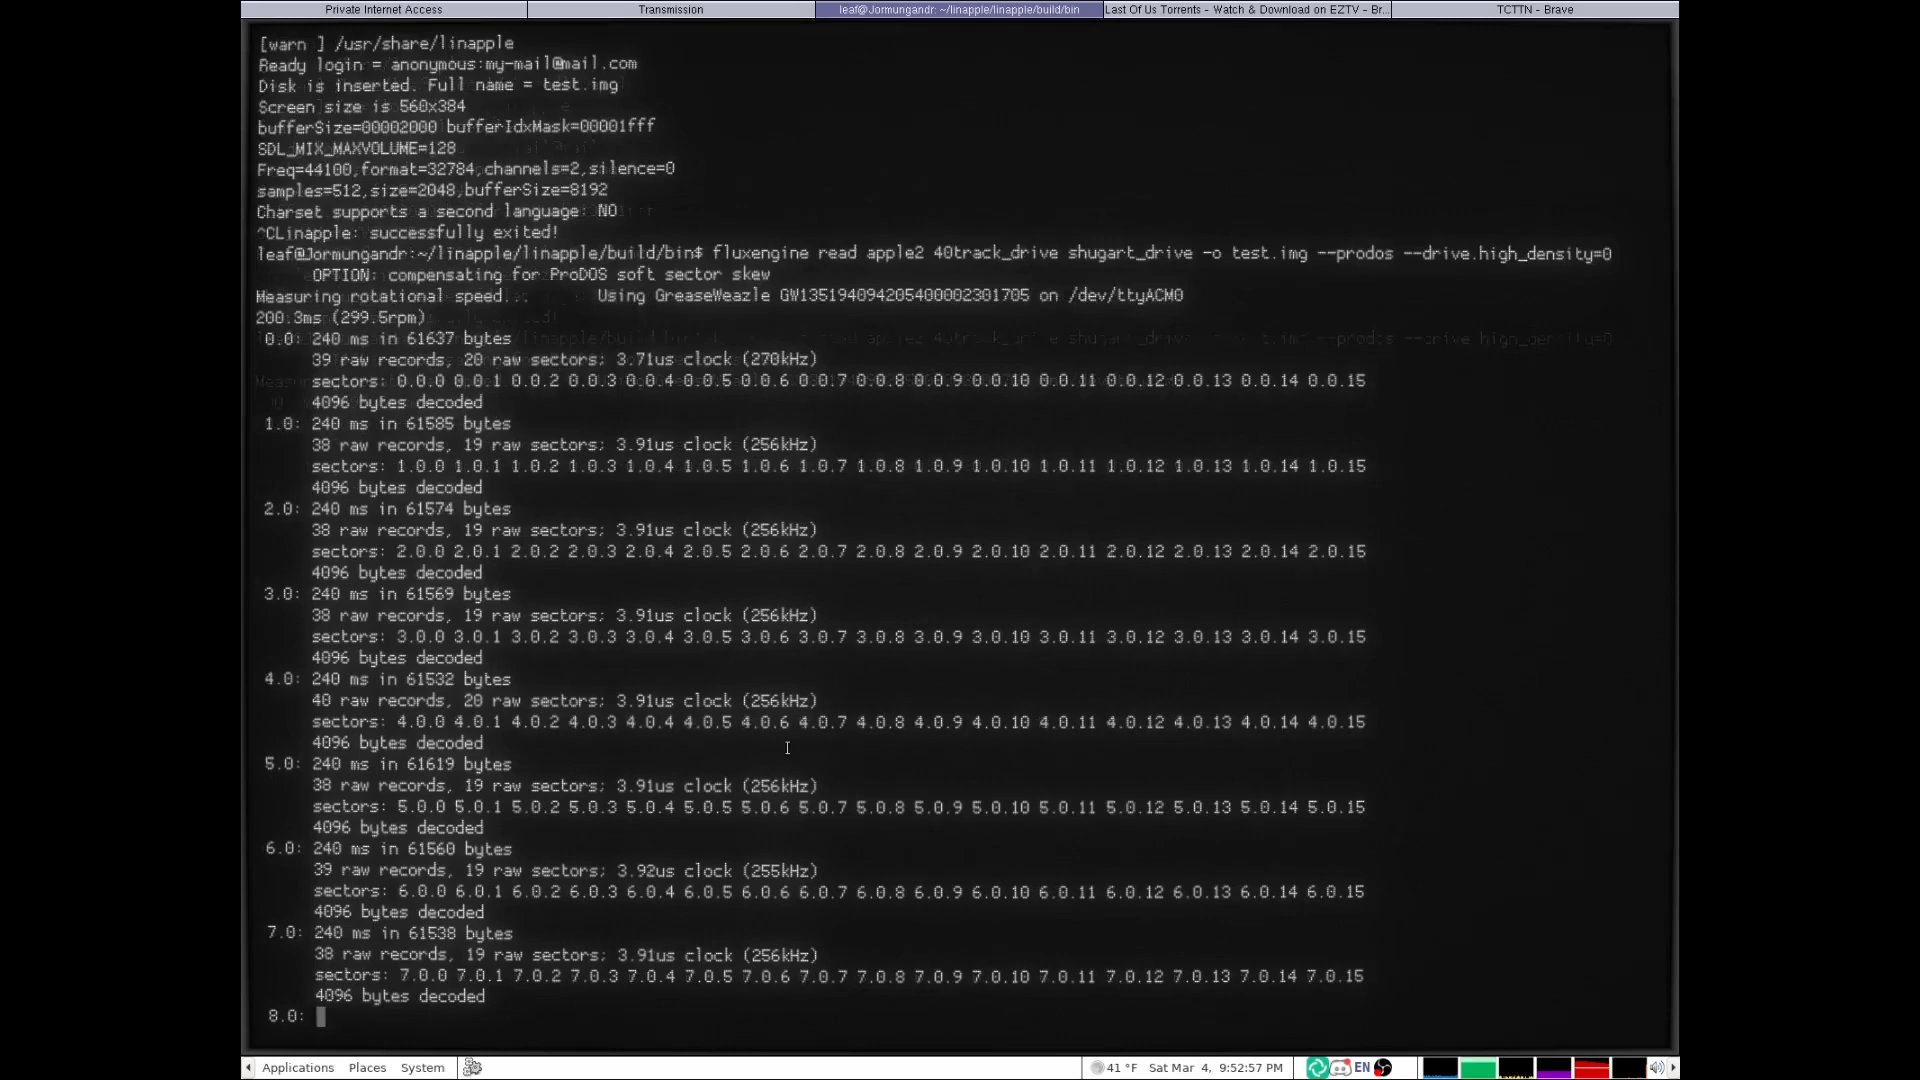 Private Internet Access
Transmission
leaf@Jormungandr: ~/linapple/linapple/build/bin
Last Of Us Torrents - Watch & Download on EZTV - Br...
TCTTN - Brave
[warn ] /usr/share/linapple
Ready login = anonymous:my-mail@mail.com
Disk is inserted. Full name = test.img
Screen size is 560x384
bufferSize=00002000 bufferIdxMask=00001fff
SDL_MIX_MAXVOLUME=128
Freq=44100,format=32784,channels=2,silence=0
samples=512,size=2048,bufferSize=8192
Charset supports a second language: NO
^CLinapple: successfully exited!
leaf@Jormungandr:~/linapple/linapple/build/bin$ fluxengine read apple2 40track_drive shugart_drive -o test.img --prodos --drive.high_density=0
OPTION: compensating for ProDOS soft sector skew
Measuring rotational speed... Using GreaseWeazle GW1351940942054000023017​05 on /dev/ttyACM0
200.3ms (299.5rpm)
0.0: 240 ms in 61637 bytes
39 raw records, 20 raw sectors; 3.71us clock (270kHz)
sectors: 0.0.0 0.0.1 0.0.2 0.0.3 0.0.4 0.0.5 0.0.6 0.0.7 0.0.8 0.0.9 0.0.10 0.0.11 0.0.12 0.0.13 0.0.14 0.0.15
4096 bytes decoded
1.0: 240 ms in 61585 bytes
38 raw records, 19 raw sectors; 3.91us clock (256kHz)
sectors: 1.0.0 1.0.1 1.0.2 1.0.3 1.0.4 1.0.5 1.0.6 1.0.7 1.0.8 1.0.9 1.0.10 1.0.11 1.0.12 1.0.13 1.0.14 1.0.15
4096 bytes decoded
2.0: 240 ms in 61574 bytes
38 raw records, 19 raw sectors; 3.91us clock (256kHz)
sectors: 2.0.0 2.0.1 2.0.2 2.0.3 2.0.4 2.0.5 2.0.6 2.0.7 2.0.8 2.0.9 2.0.10 2.0.11 2.0.12 2.0.13 2.0.14 2.0.15
4096 bytes decoded
3.0: 240 ms in 61569 bytes
38 raw records, 19 raw sectors; 3.91us clock (256kHz)
sectors: 3.0.0 3.0.1 3.0.2 3.0.3 3.0.4 3.0.5 3.0.6 3.0.7 3.0.8 3.0.9 3.0.10 3.0.11 3.0.12 3.0.13 3.0.14 3.0.15
4096 bytes decoded
4.0: 240 ms in 61532 bytes
40 raw records, 20 raw sectors; 3.91us clock (256kHz)
sectors: 4.0.0 4.0.1 4.0.2 4.0.3 4.0.4 4.0.5 4.0.6 4.0.7 4.0.8 4.0.9 4.0.10 4.0.11 4.0.12 4.0.13 4.0.14 4.0.15
4096 bytes decoded
5.0: 240 ms in 61619 bytes
38 raw records, 19 raw sectors; 3.91us clock (256kHz)
sectors: 5.0.0 5.0.1 5.0.2 5.0.3 5.0.4 5.0.5 5.0.6 5.0.7 5.0.8 5.0.9 5.0.10 5.0.11 5.0.12 5.0.13 5.0.14 5.0.15
4096 bytes decoded
6.0: 240 ms in 61560 bytes
39 raw records, 19 raw sectors; 3.92us clock (255kHz)
sectors: 6.0.0 6.0.1 6.0.2 6.0.3 6.0.4 6.0.5 6.0.6 6.0.7 6.0.8 6.0.9 6.0.10 6.0.11 6.0.12 6.0.13 6.0.14 6.0.15
4096 bytes decoded
7.0: 240 ms in 61538 bytes
38 raw records, 19 raw sectors; 3.91us clock (256kHz)
sectors: 7.0.0 7.0.1 7.0.2 7.0.3 7.0.4 7.0.5 7.0.6 7.0.7 7.0.8 7.0.9 7.0.10 7.0.11 7.0.12 7.0.13 7.0.14 7.0.15
4096 bytes decoded
8.0:
Applications Places System
41 °F Sat Mar 4, 9:52:57 PM
EN